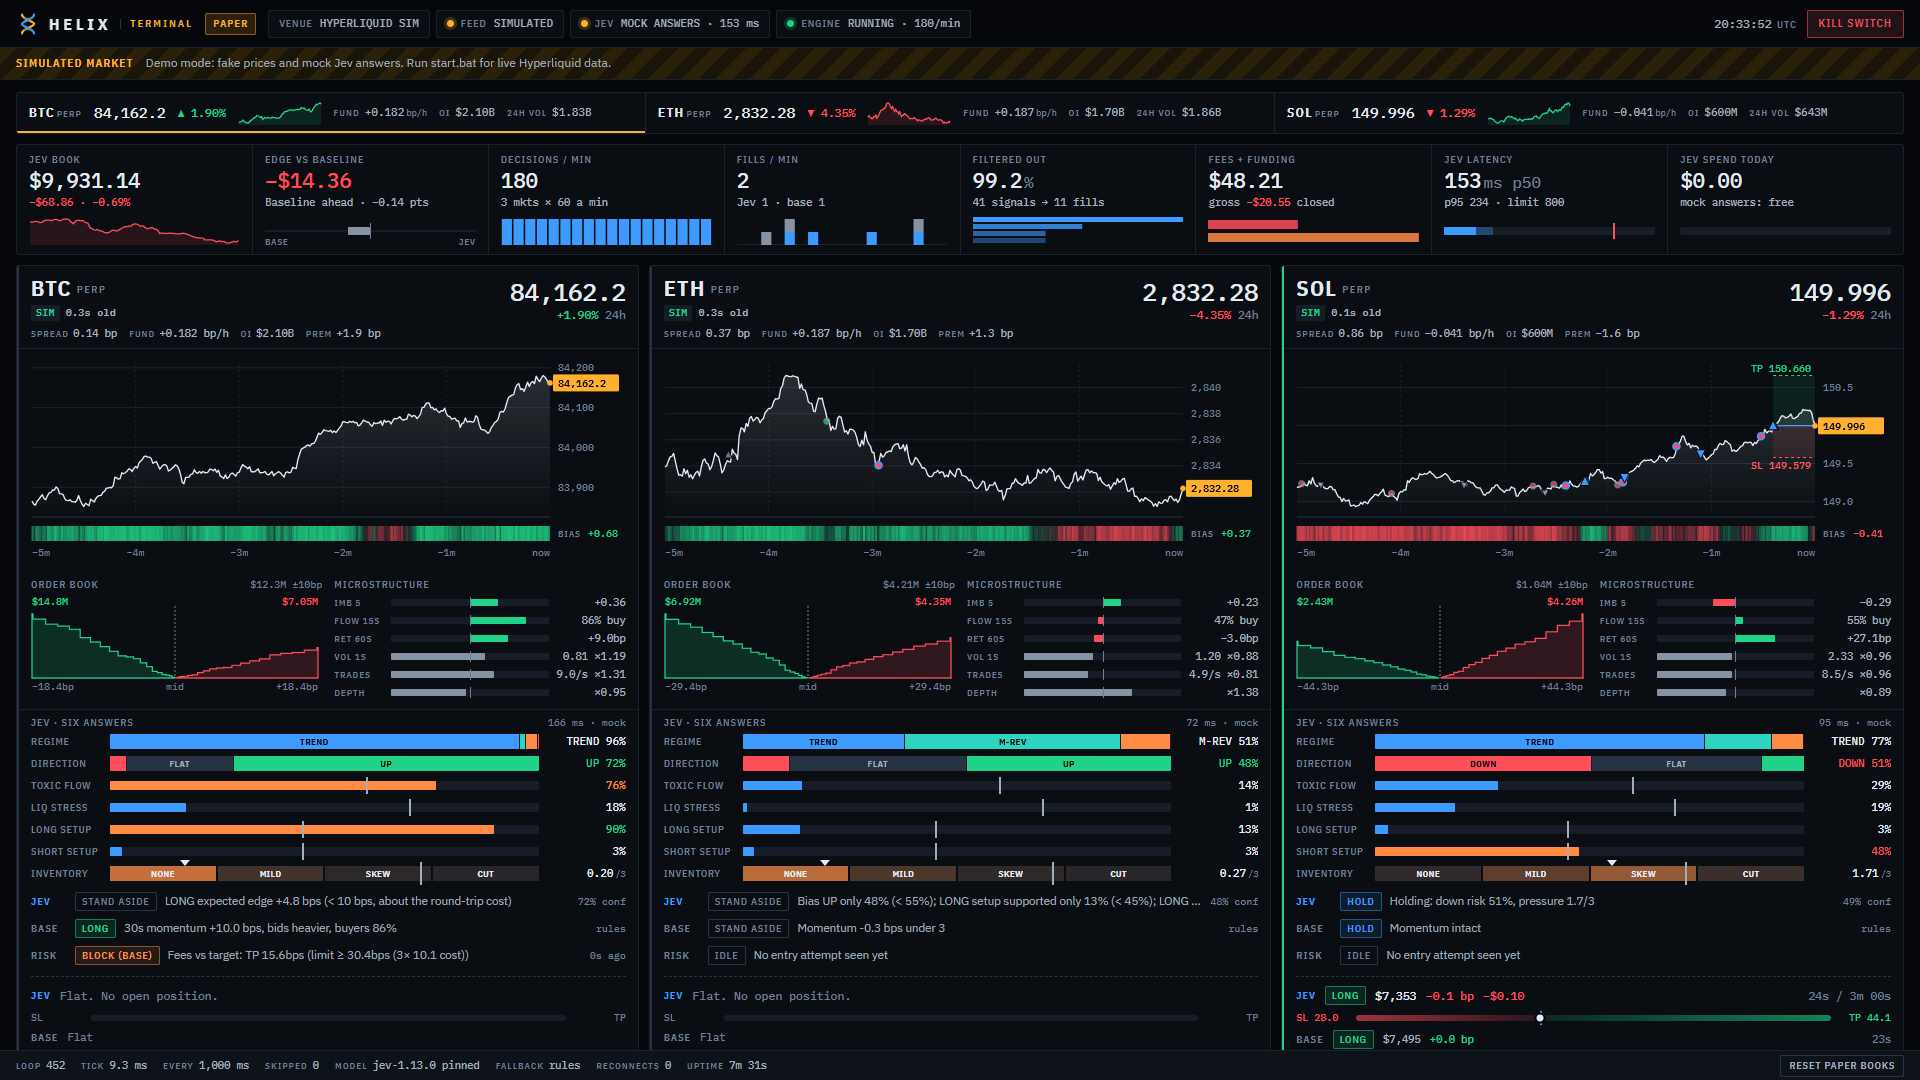 HELIX TERMINAL PAPER VENUE HYPERLIQUID SIM FEED SIMULATED JEV MOCK ANSWERS · 153 ms ENGINE RUNNING · 180/min 20:33:52 UTC KILL SWITCH
SIMULATED MARKET Demo mode: fake prices and mock Jev answers. Run start.bat for live Hyperliquid data.
BTC PERP 84,162.2 ▲ 1.90% FUND +0.182 bp/h OI $2.10B 24H VOL $1.83B
ETH PERP 2,832.28 ▼ 4.35% FUND +0.187 bp/h OI $1.70B 24H VOL $1.86B
SOL PERP 149.996 ▼ 1.29% FUND −0.041 bp/h OI $600M 24H VOL $643M
JEV BOOK
$9,931.14
−$68.86 · −0.69%
EDGE VS BASELINE
−$14.36
Baseline ahead · −0.14 pts
BASE JEV
DECISIONS / MIN
180
3 mkts × 60 a min
FILLS / MIN
2
Jev 1 · base 1
FILTERED OUT
99.2%
41 signals → 11 fills
FEES + FUNDING
$48.21
gross −$20.55 closed
JEV LATENCY
153ms p50
p95 234 · limit 800
JEV SPEND TODAY
$0.00
mock answers: free
BTC PERP 84,162.2
SIM 0.3s old +1.90% 24h
SPREAD 0.14 bp FUND +0.182 bp/h OI $2.10B PREM +1.9 bp
84,200
84,162.2
84,100
84,000
83,900
BIAS +0.68
−5m −4m −3m −2m −1m now
ORDER BOOK $12.3M ±10bp
$14.8M $7.05M
−18.4bp mid +18.4bp
MICROSTRUCTURE
IMB 5 +0.36
FLOW 15S 86% buy
RET 60S +9.0bp
VOL 1S 0.81 ×1.19
TRADES 9.0/s ×1.31
DEPTH ×0.95
JEV · SIX ANSWERS 166 ms · mock
REGIME TREND TREND 96%
DIRECTION FLAT UP UP 72%
TOXIC FLOW 76%
LIQ STRESS 18%
LONG SETUP 90%
SHORT SETUP 3%
INVENTORY NONE MILD SKEW CUT 0.20 /3
JEV STAND ASIDE LONG expected edge +4.8 bps (< 10 bps, about the round-trip cost) 72% conf
BASE LONG 30s momentum +10.0 bps, bids heavier, buyers 86% rules
RISK BLOCK (BASE) Fees vs target: TP 15.6bps (limit ≥ 30.4bps (3× 10.1 cost)) 0s ago
JEV Flat. No open position.
SL TP
BASE Flat
ETH PERP 2,832.28
SIM 0.3s old −4.35% 24h
SPREAD 0.37 bp FUND +0.187 bp/h OI $1.70B PREM +1.3 bp
2,840
2,838
2,836
2,834
2,832.28
BIAS +0.37
−5m −4m −3m −2m −1m now
ORDER BOOK $4.21M ±10bp
$6.92M $4.35M
−29.4bp mid +29.4bp
MICROSTRUCTURE
IMB 5 +0.23
FLOW 15S 47% buy
RET 60S −3.0bp
VOL 1S 1.20 ×0.88
TRADES 4.9/s ×0.81
DEPTH ×1.38
JEV · SIX ANSWERS 72 ms · mock
REGIME TREND M-REV M-REV 51%
DIRECTION FLAT UP UP 48%
TOXIC FLOW 14%
LIQ STRESS 1%
LONG SETUP 13%
SHORT SETUP 3%
INVENTORY NONE MILD SKEW CUT 0.27 /3
JEV STAND ASIDE Bias UP only 48% (< 55%); LONG setup supported only 13% (< 45%); LONG ... 48% conf
BASE STAND ASIDE Momentum -0.3 bps under 3 rules
RISK IDLE No entry attempt seen yet
JEV Flat. No open position.
SL TP
BASE Flat
SOL PERP 149.996
SIM 0.1s old −1.29% 24h
SPREAD 0.86 bp FUND −0.041 bp/h OI $600M PREM −1.6 bp
TP 150.660
150.5
149.996
SL 149.579
149.5
149.0
BIAS −0.41
−5m −4m −3m −2m −1m now
ORDER BOOK $1.04M ±10bp
$2.43M $4.26M
−44.3bp mid +44.3bp
MICROSTRUCTURE
IMB 5 −0.29
FLOW 15S 55% buy
RET 60S +27.1bp
VOL 1S 2.33 ×0.96
TRADES 8.5/s ×0.96
DEPTH ×0.89
JEV · SIX ANSWERS 95 ms · mock
REGIME TREND TREND 77%
DIRECTION DOWN FLAT DOWN 51%
TOXIC FLOW 29%
LIQ STRESS 19%
LONG SETUP 3%
SHORT SETUP 48%
INVENTORY NONE MILD SKEW CUT 1.71 /3
JEV HOLD Holding: down risk 51%, pressure 1.7/3 49% conf
BASE HOLD Momentum intact rules
RISK IDLE No entry attempt seen yet
JEV LONG $7,353 −0.1 bp −$0.10 24s / 3m 00s
SL 28.0 TP 44.1
BASE LONG $7,495 +0.0 bp 23s
LOOP 452 TICK 9.3 ms EVERY 1,000 ms SKIPPED 0 MODEL jev-1.13.0 pinned FALLBACK rules RECONNECTS 0 UPTIME 7m 31s RESET PAPER BOOKS